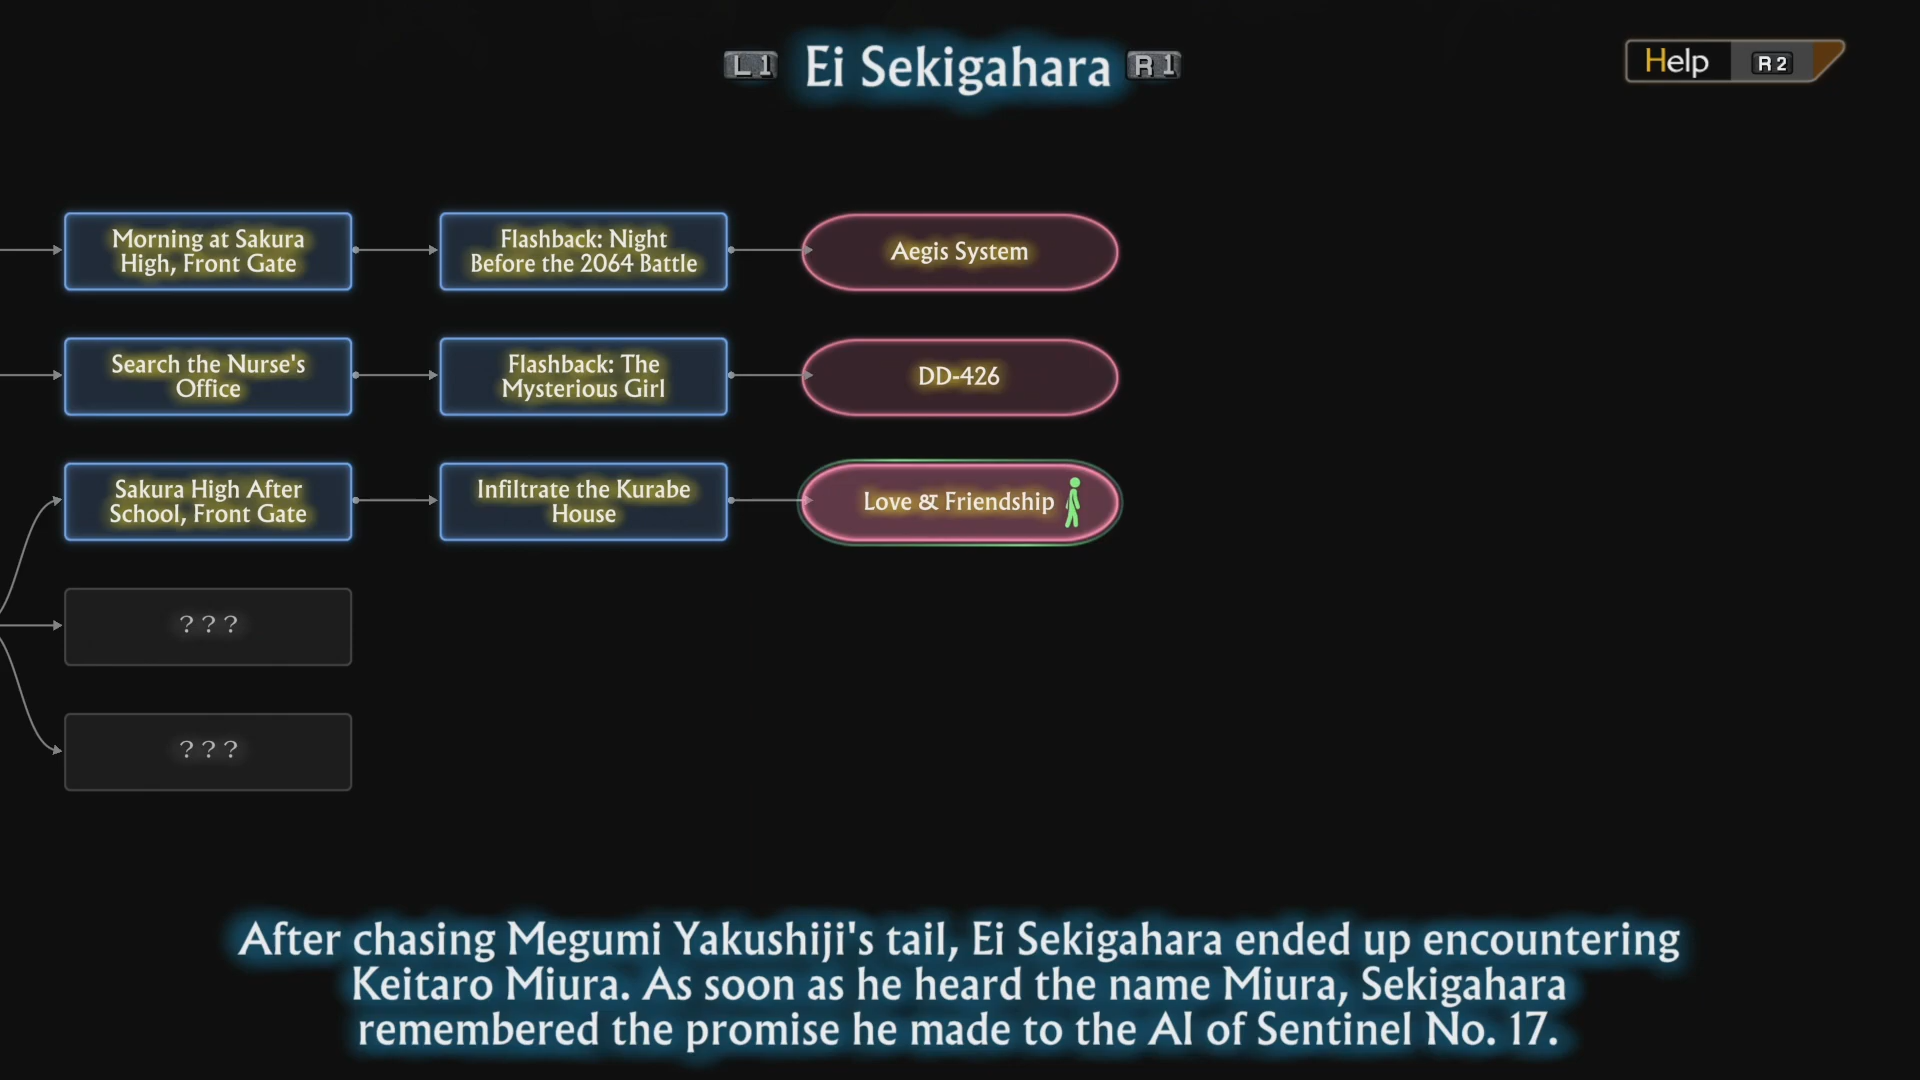 L1 Ei Sekigahara R1
Help R2
Morning at Sakura
High, Front Gate
Flashback: Night
Before the 2064 Battle
Aegis System
Search the Nurse's
Office
Flashback: The
Mysterious Girl
DD-426
Sakura High After
School, Front Gate
Infiltrate the Kurabe
House
Love & Friendship
???
???
After chasing Megumi Yakushiji's tail, Ei Sekigahara ended up encountering
Keitaro Miura. As soon as he heard the name Miura, Sekigahara
remembered the promise he made to the AI of Sentinel No. 17.